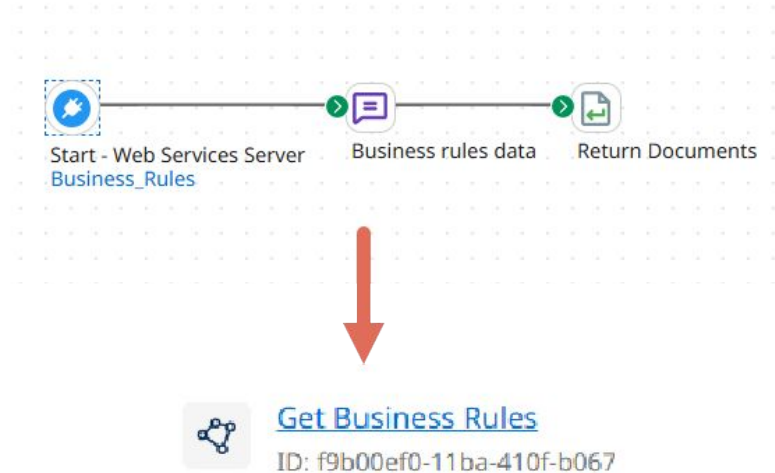 Start - Web Services Server
Business_Rules
Business rules data
Return Documents
Get Business Rules
ID: f9b00ef0-11ba-410f-b067